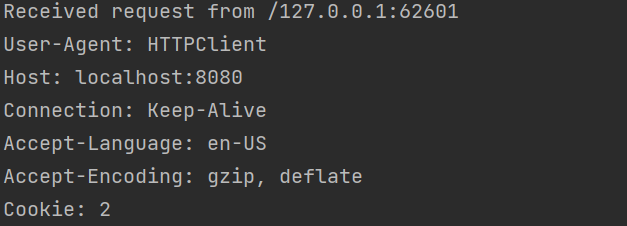 Received request from /127.0.0.1:62601
User-Agent: HTTPClient
Host: localhost:8080
Connection: Keep-Alive
Accept-Language: en-US
Accept-Encoding: gzip, deflate
Cookie: 2